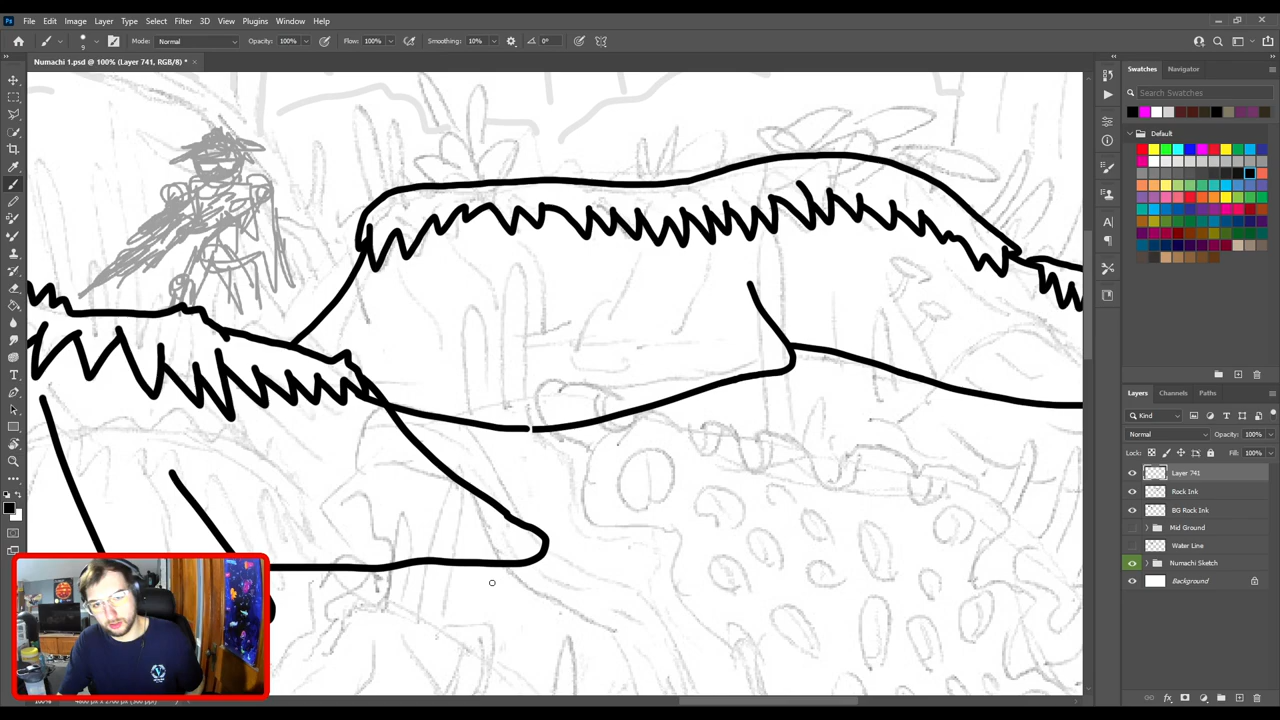 File Edit Image Layer Type Select Filter 3D View Plugins Window Help
Mode: Normal Opacity: 100% Flow: 100% Smoothing: 10% 0°
Numachi 1.psd @ 100% (Layer 741, RGB/8) *
Swatches Navigator
Search Swatches
Default
Layers Channels Paths
Kind
Normal Opacity: 100%
Lock: Fill: 100%
Layer 741
Rock Ink
BG Rock Ink
Mid Ground
Water Line
Numachi Sketch
Background